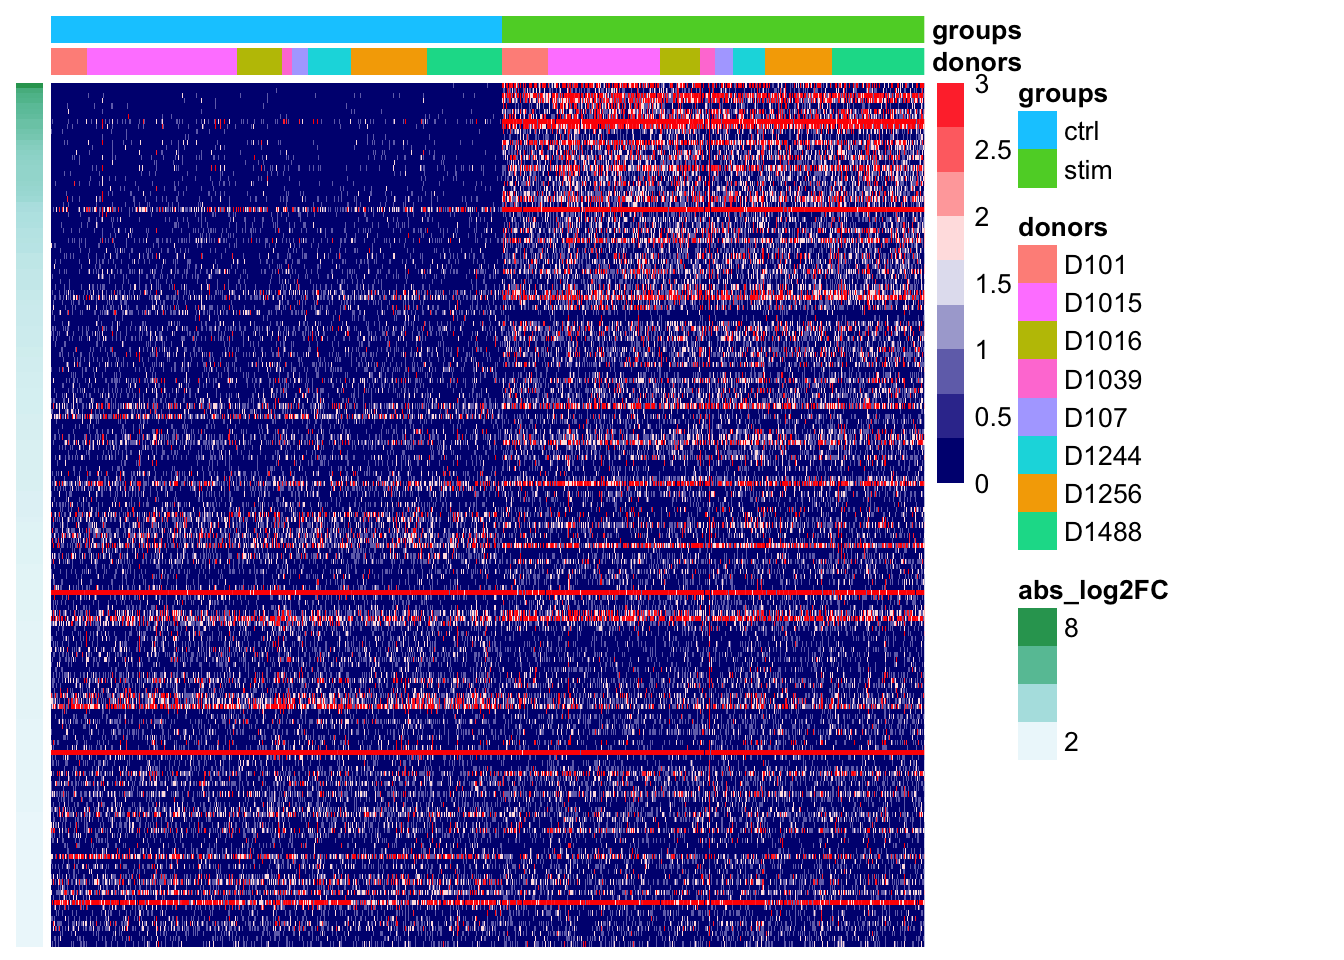 groups
donors
3
2.5
2
1.5
1
0.5
0
groups
ctrl
stim
donors
D101
D1015
D1016
D1039
D107
D1244
D1256
D1488
abs_log2FC
8
2